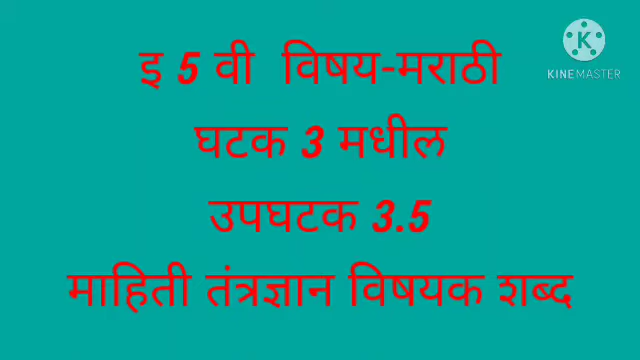 KINEMASTER
इ 5 वी विषय-मराठी
घटक 3 मधील
उपघटक 3.5
माहिती तंत्रज्ञान विषयक शब्द